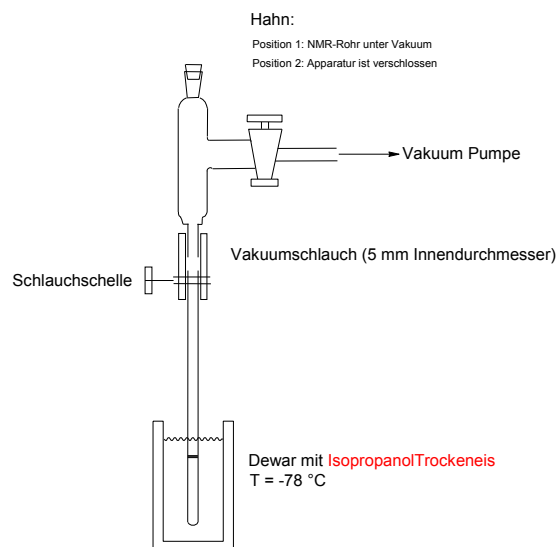 Hahn:
Position 1: NMR-Rohr unter Vakuum
Position 2: Apparatur ist verschlossen
Vakuum Pumpe
Vakuumschlauch (5 mm Innendurchmesser)
Schlauchschelle
Dewar mit IsopropanolTrockeneis
T = -78 °C